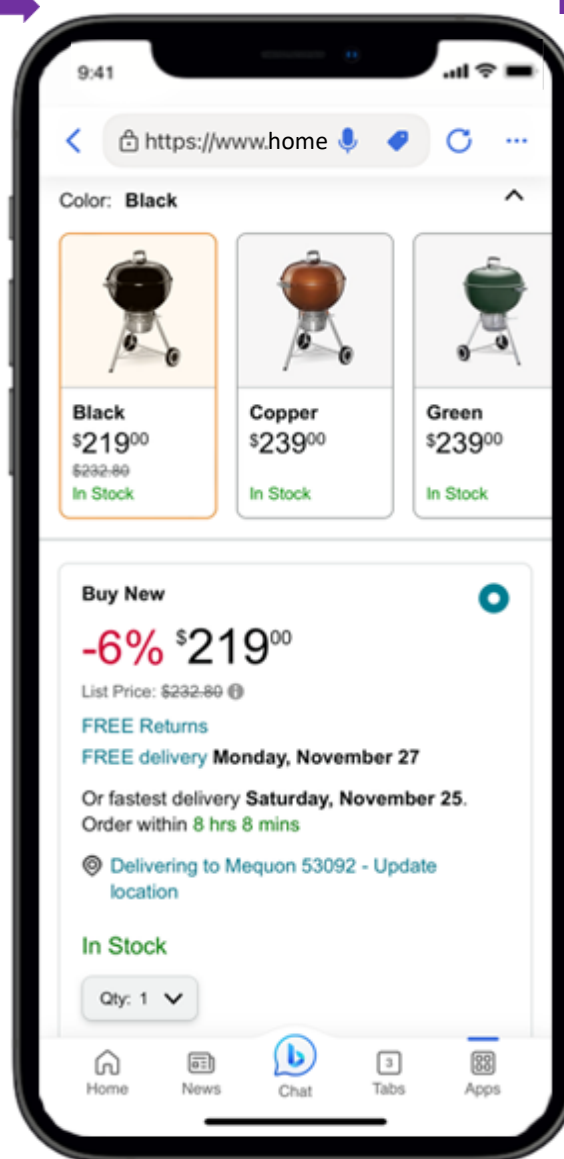 9:41
https://www.home
Color: Black
Black
$219⁰⁰
$232.80
In Stock
Copper
$239⁰⁰
In Stock
Green
$239⁰⁰
In Stock
Buy New
-6% $219⁰⁰
List Price: $232.80
FREE Returns
FREE delivery Monday, November 27
Or fastest delivery Saturday, November 25.
Order within 8 hrs 8 mins
Delivering to Mequon 53092 - Update
location
In Stock
Qty: 1
3
Home
News
Chat
Tabs
Apps